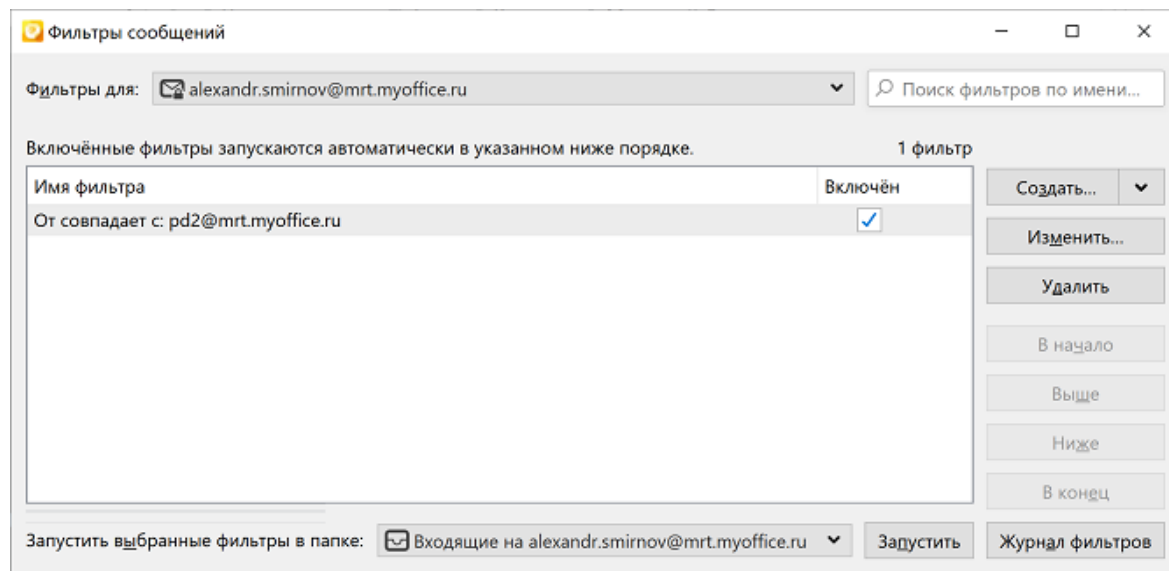 Фильтры сообщений
Фильтры для: alexandr.smirnov@mrt.myoffice.ru Поиск фильтров по имени...
Включённые фильтры запускаются автоматически в указанном ниже порядке. 1 фильтр
Имя фильтра Включён Создать...
От совпадает с: pd2@mrt.myoffice.ru
Изменить...
Удалить
В начало
Выше
Ниже
В конец
Запустить выбранные фильтры в папке: Входящие на alexandr.smirnov@mrt.myoffice.ru Запустить Журнал фильтров